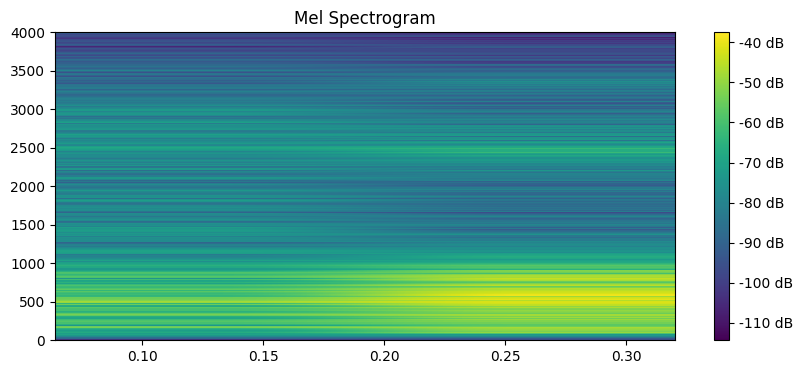 Mel Spectrogram
4000
3500
3000
2500
2000
1500
1000
500
0
0.10 0.15 0.20 0.25 0.30
-40 dB
-50 dB
-60 dB
-70 dB
-80 dB
-90 dB
-100 dB
-110 dB